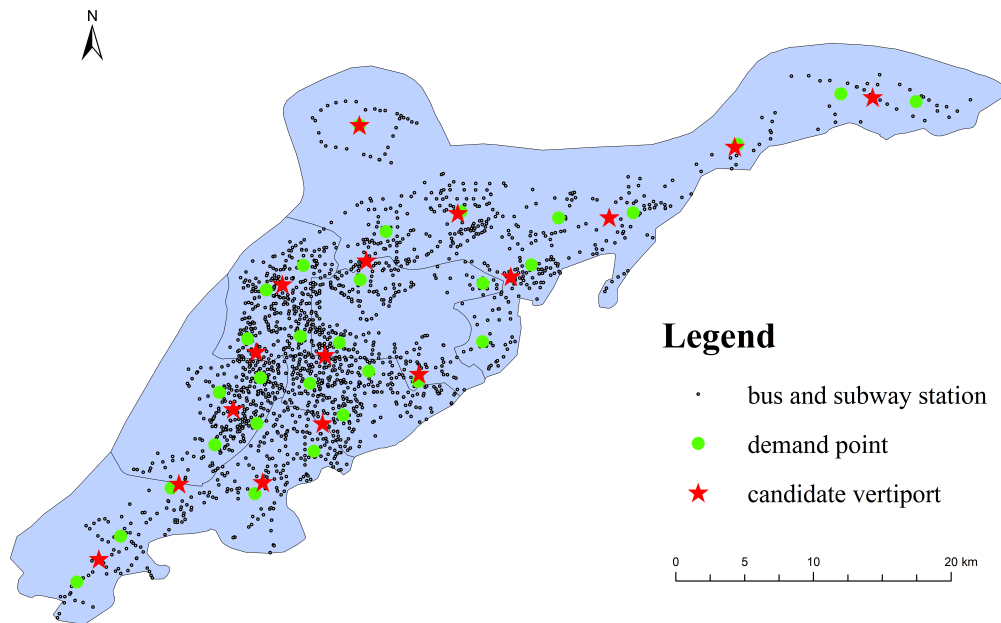 N
Legend
bus and subway station
demand point
candidate vertiport
0 5 10 20 km